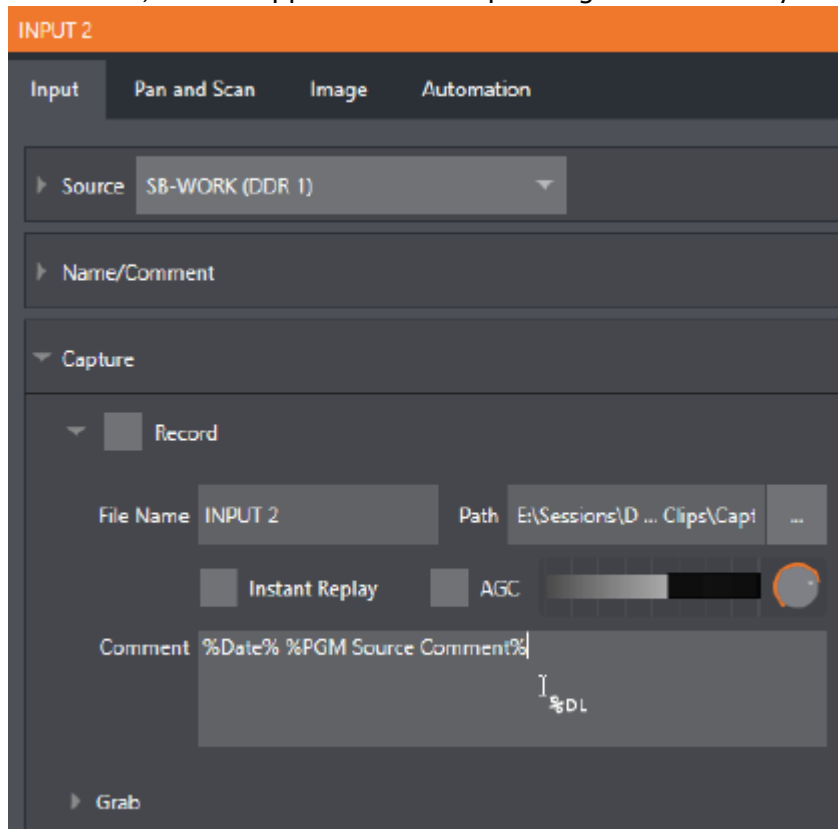 INPUT 2
Input Pan and Scan Image Automation
Source SB-WORK (DDR 1)
Name/Comment
Capture
Record
File Name INPUT 2 Path E:\Sessions\D ... Clips\Capt ...
Instant Replay AGC
Comment %Date% %PGM Source Comment%
%DL
Grab